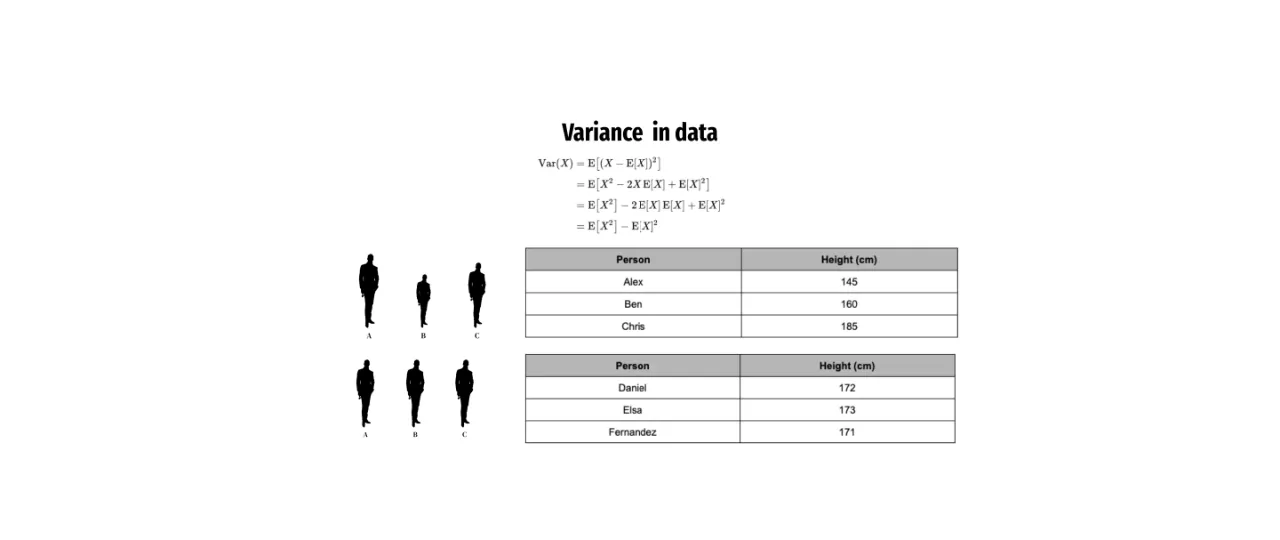 Variance in data
Var(X) = E[(X − E[X])²]
= E[X² − 2X E[X] + E[X]²]
= E[X²] − 2 E[X] E[X] + E[X]²
= E[X²] − E[X]²
Person Height (cm)
Alex 145
Ben 160
Chris 185
A B C
Person Height (cm)
Daniel 172
Elsa 173
Fernandez 171
A B C